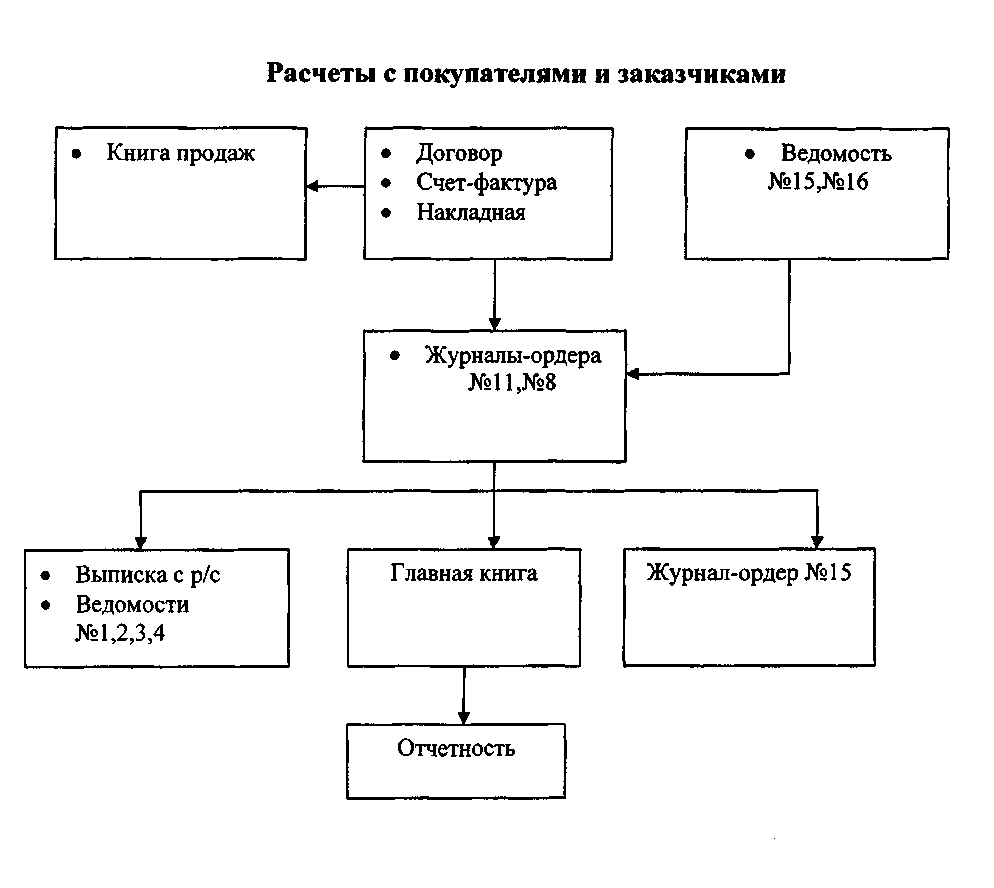 Расчеты с покупателями и заказчиками
• Книга продаж
• Договор
• Счет-фактура
• Накладная
• Ведомость
№15,№16
• Журналы-ордера
№11,№8
• Выписка с р/с
• Ведомости
№1,2,3,4
Главная книга
Журнал-ордер №15
Отчетность